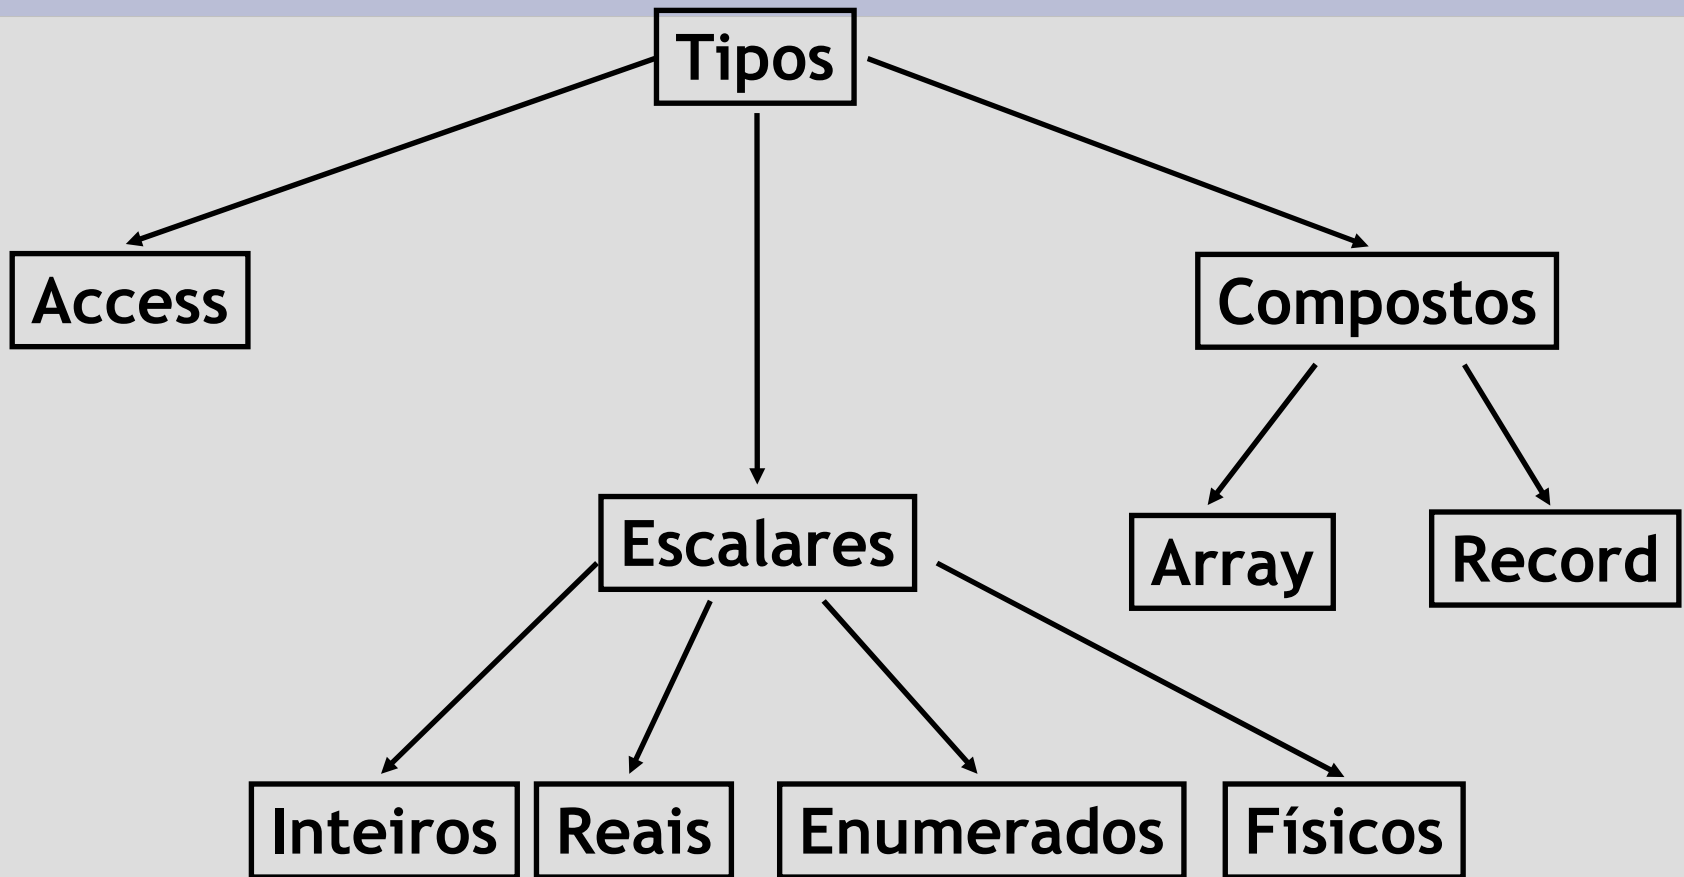 Tipos
Access
Compostos
Escalares
Array
Record
Inteiros
Reais
Enumerados
Físicos